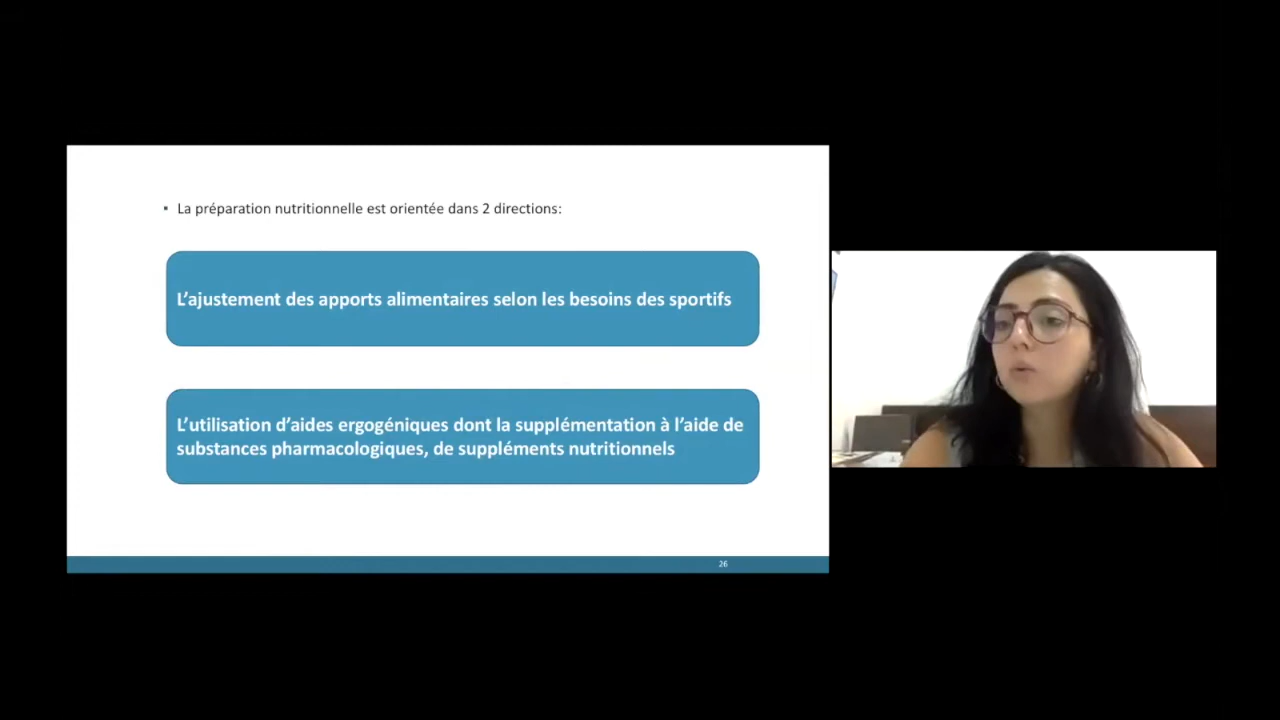 ▪ La préparation nutritionnelle est orientée dans 2 directions:
L’ajustement des apports alimentaires selon les besoins des sportifs
L’utilisation d’aides ergogéniques dont la supplémentation à l’aide de
substances pharmacologiques, de suppléments nutritionnels
26